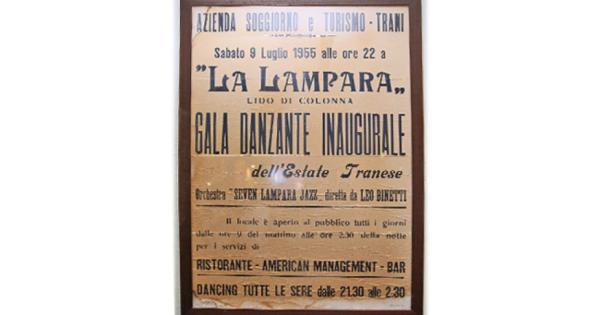 AZIENDA SOGGIORNO e TURISMO - TRANI
Sabato 9 Luglio 1955 alle ore 22 a
"LA LAMPARA„
LIDO DI COLONNA
GALA DANZANTE INAUGURALE
dell'Estate Tranese
Orchestra "SEVEN LAMPARA JAZZ„ diretta da LEO BINETTI
Il locale è aperto al pubblico tutti i giorni
dalle ore 9 del mattino alle ore 2.30 della notte
per i servizi di
RISTORANTE - AMERICAN MANAGEMENT - BAR
DANCING TUTTE LE SERE dalle 21.30 alle 2.30